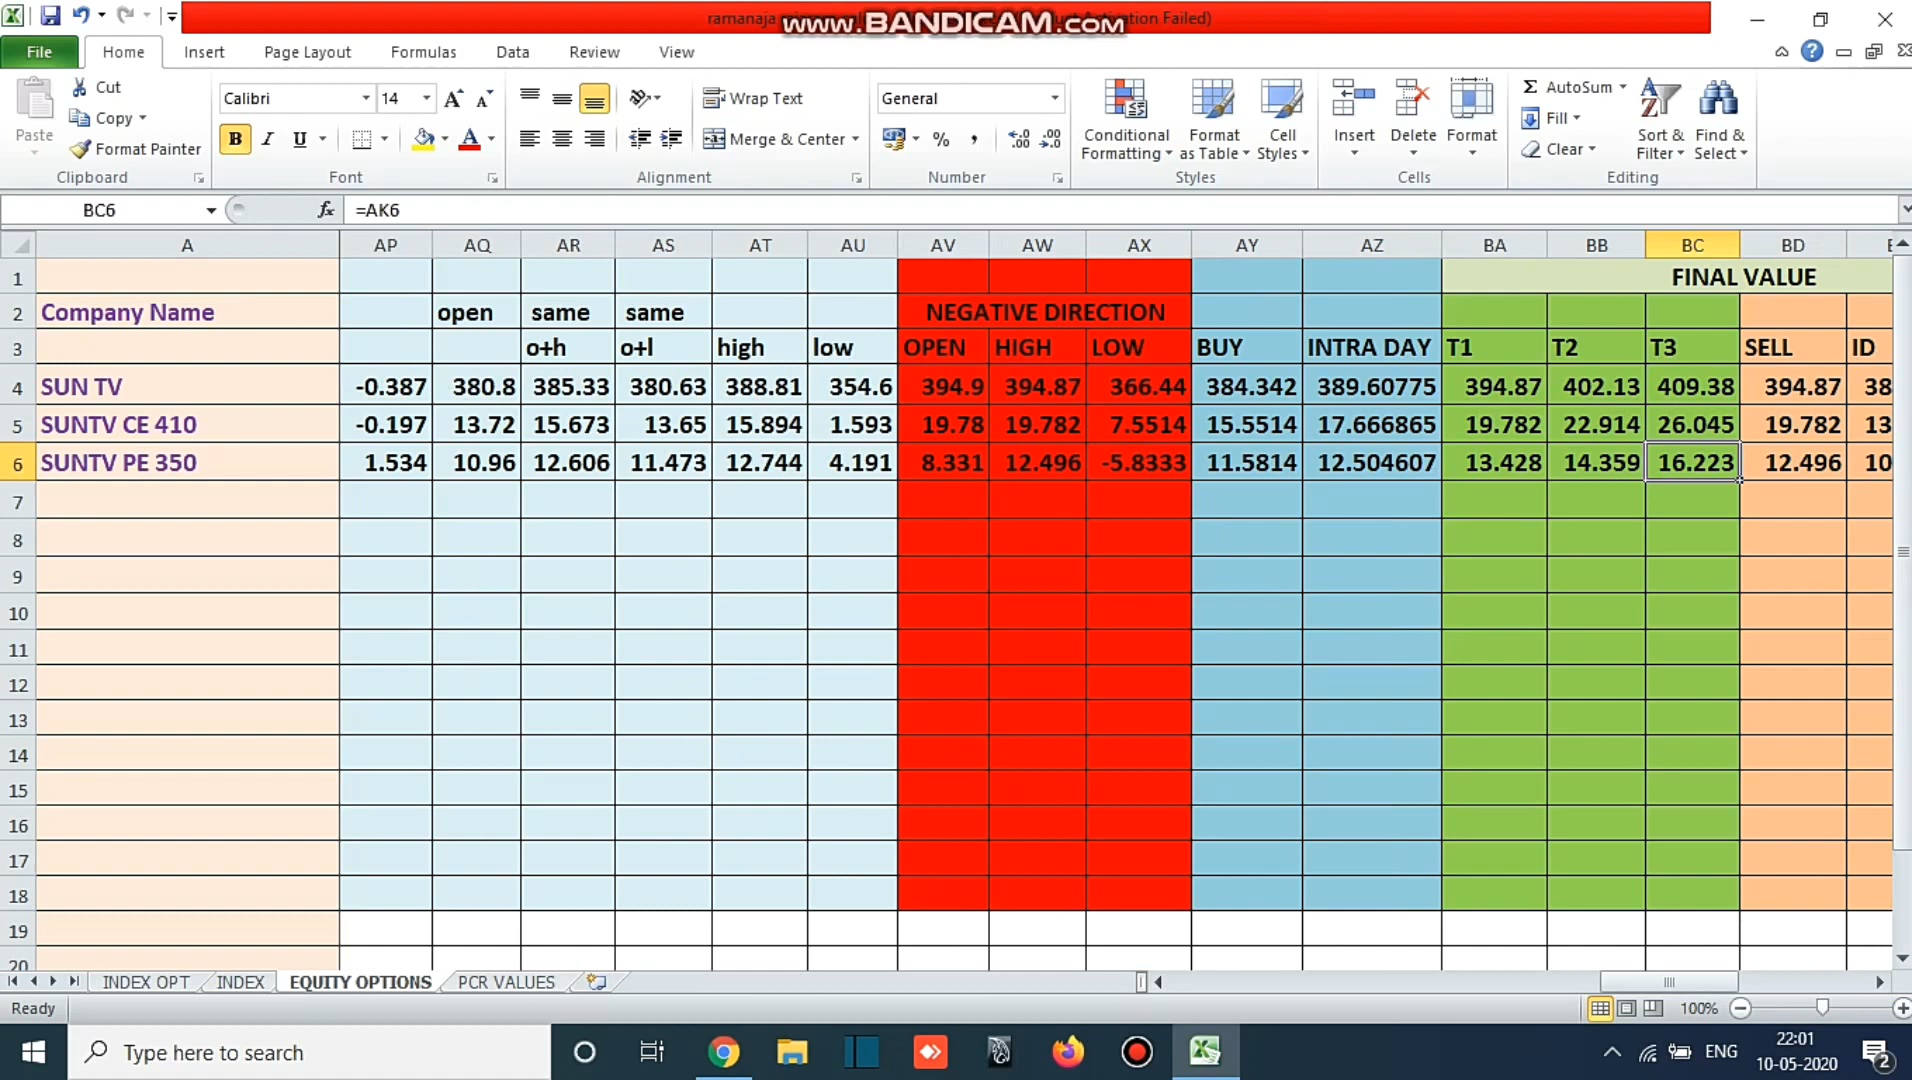 ramanaja
Activation Failed)
www.BANDICAM.com
File Home Insert Page Layout Formulas Data Review View
Paste
Cut
Copy
Format Painter
Clipboard
Calibri 14
B I U
Font
Wrap Text
Merge & Center
Alignment
General
%
Number
Conditional Formatting
Format as Table
Cell Styles
Styles
Insert Delete Format
Cells
Σ AutoSum
Fill
Clear
Sort & Filter
Find & Select
Editing
BC6 fx =AK6
A AP AQ AR AS AT AU AV AW AX AY AZ BA BB BC BD
1 FINAL VALUE
2 Company Name open same same NEGATIVE DIRECTION
3 o+h o+l high low OPEN HIGH LOW BUY INTRA DAY T1 T2 T3 SELL ID
4 SUN TV -0.387 380.8 385.33 380.63 388.81 354.6 394.9 394.87 366.44 384.342 389.60775 394.87 402.13 409.38 394.87 38
5 SUNTV CE 410 -0.197 13.72 15.673 13.65 15.894 1.593 19.78 19.782 7.5514 15.5514 17.666865 19.782 22.914 26.045 19.782 13
6 SUNTV PE 350 1.534 10.96 12.606 11.473 12.744 4.191 8.331 12.496 -5.8333 11.5814 12.504607 13.428 14.359 16.223 12.496 10
7
8
9
10
11
12
13
14
15
16
17
18
19
20
INDEX OPT INDEX EQUITY OPTIONS PCR VALUES
Ready 100%
Type here to search
ENG
22:01
10-05-2020
2